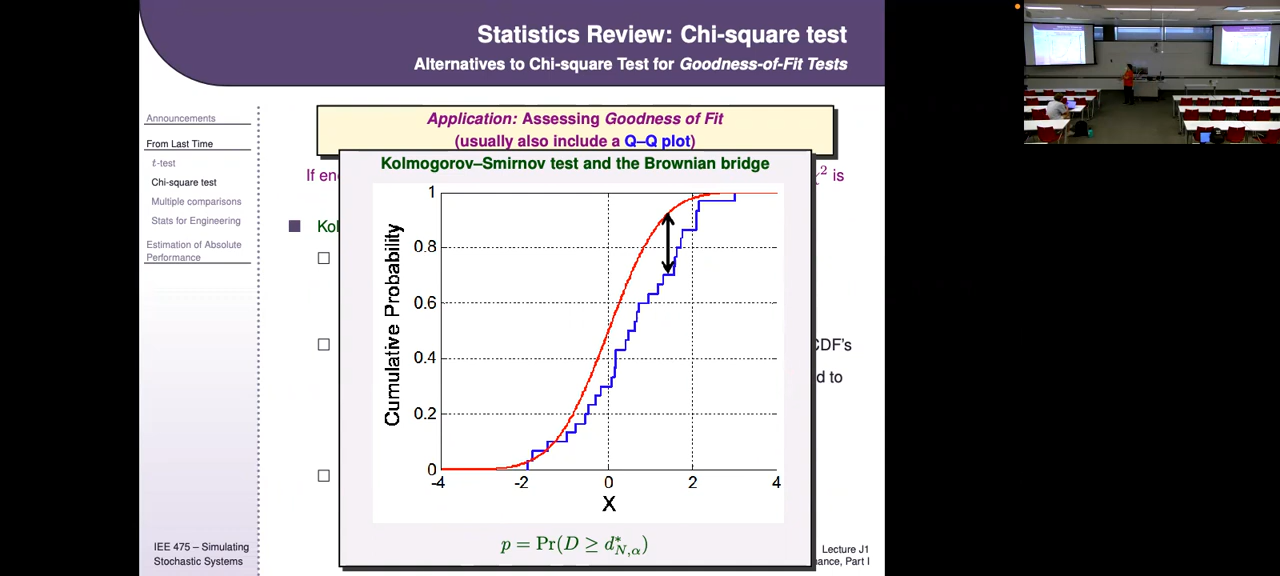 Statistics Review: Chi-square test
Alternatives to Chi-square Test for Goodness-of-Fit Tests
Announcements
From Last Time
t-test
Chi-square test
Multiple comparisons
Stats for Engineering
Estimation of Absolute
Performance
Application: Assessing Goodness of Fit
(usually also include a Q–Q plot)
If en
χ² is
Kol
CDF's
d to
Kolmogorov–Smirnov test and the Brownian bridge
Cumulative Probability
1
0.8
0.6
0.4
0.2
0
-4
-2
0
2
4
X
p = Pr(D ≥ d*_{N,α})
IEE 475 – Simulating
Stochastic Systems
Lecture J1
mance, Part I